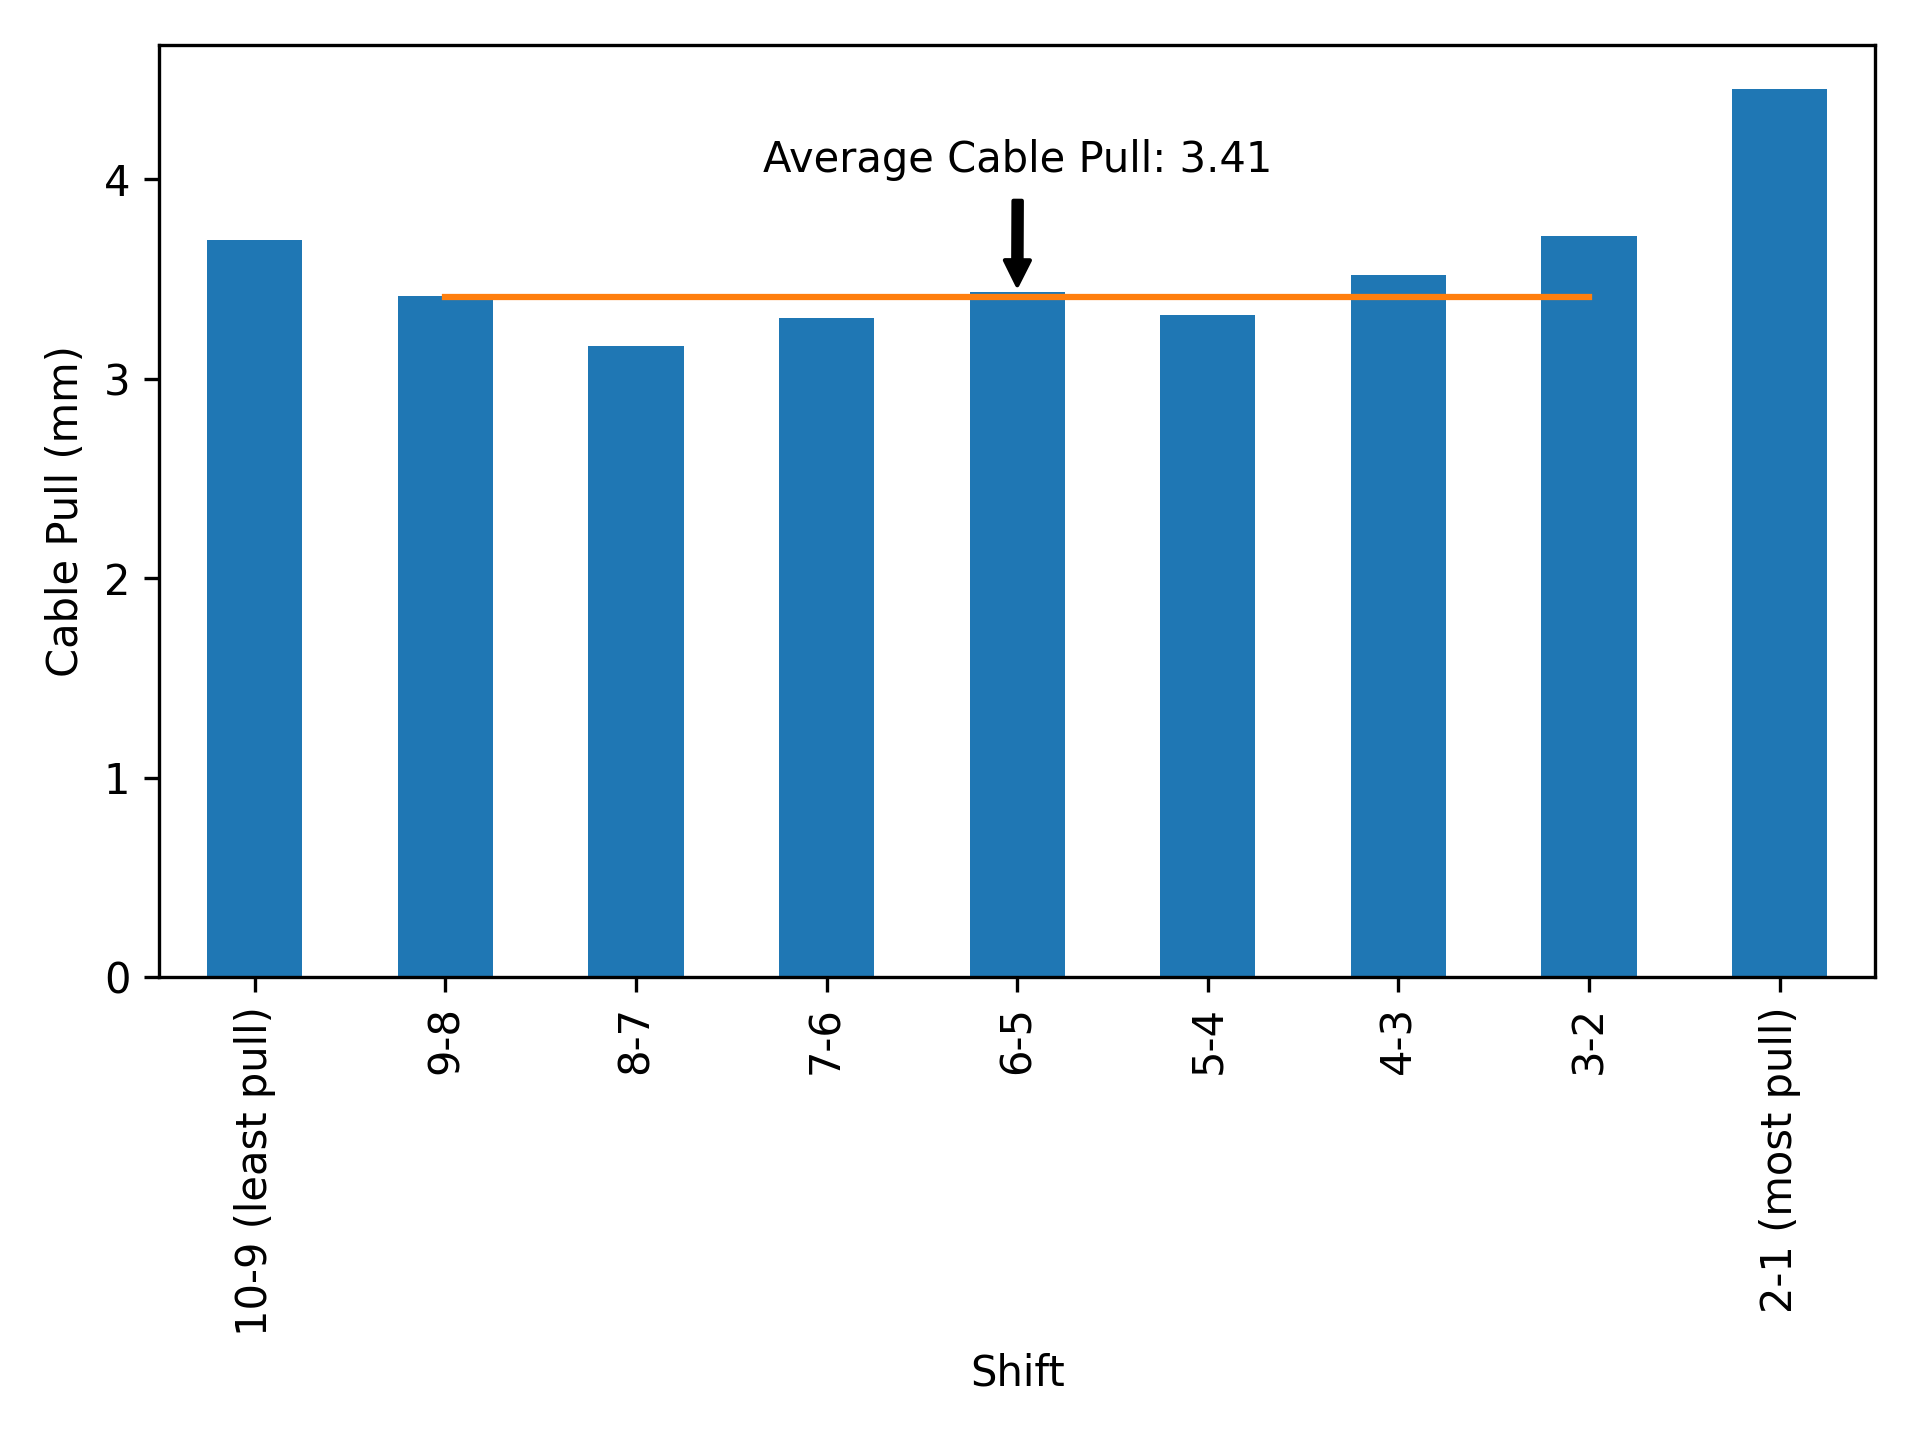 Average Cable Pull: 3.41
4
3
2
1
0
Cable Pull (mm)
10-9 (least pull)
9-8
8-7
7-6
6-5
5-4
4-3
3-2
2-1 (most pull)
Shift